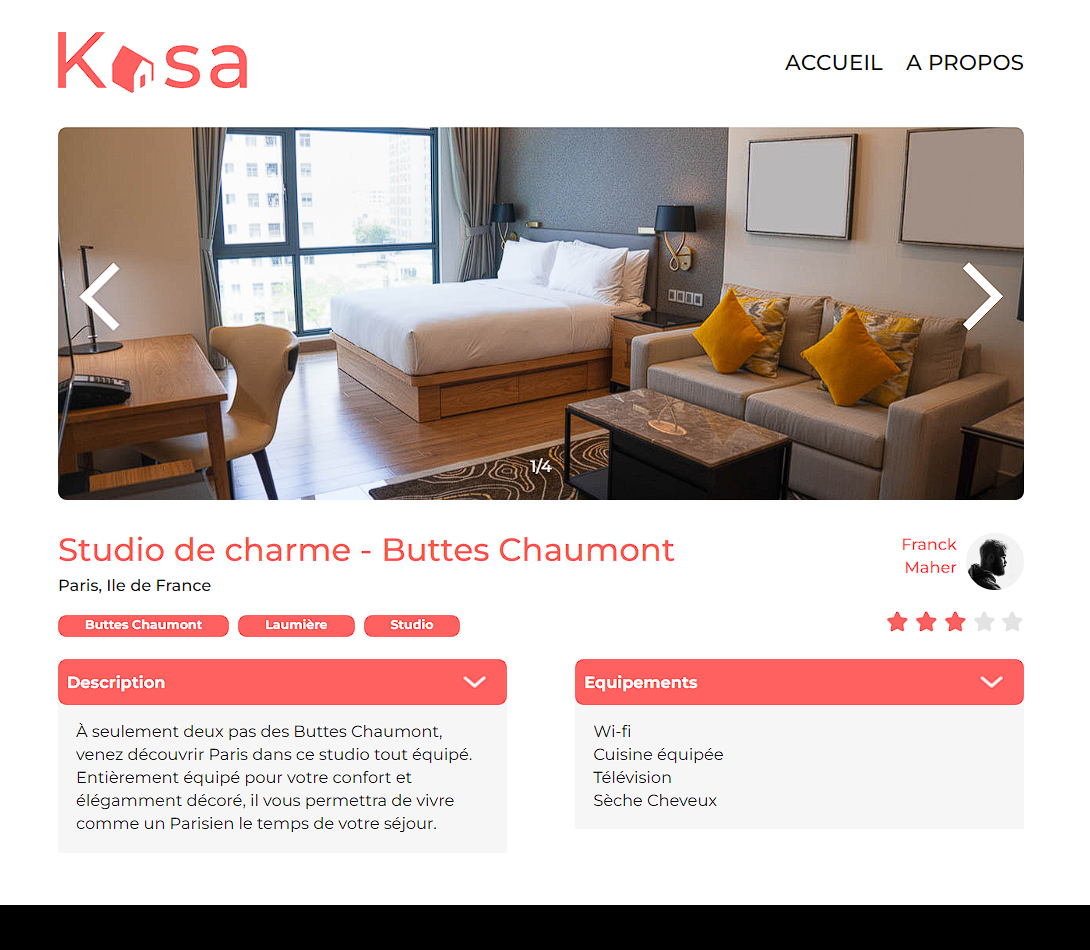 Kasa
ACCUEIL A PROPOS
1/4
Studio de charme - Buttes Chaumont
Paris, Ile de France
Franck
Maher
Buttes Chaumont Laumière Studio
Description
À seulement deux pas des Buttes Chaumont,
venez découvrir Paris dans ce studio tout équipé.
Entièrement équipé pour votre confort et
élégamment décoré, il vous permettra de vivre
comme un Parisien le temps de votre séjour.
Equipements
Wi-fi
Cuisine équipée
Télévision
Sèche Cheveux